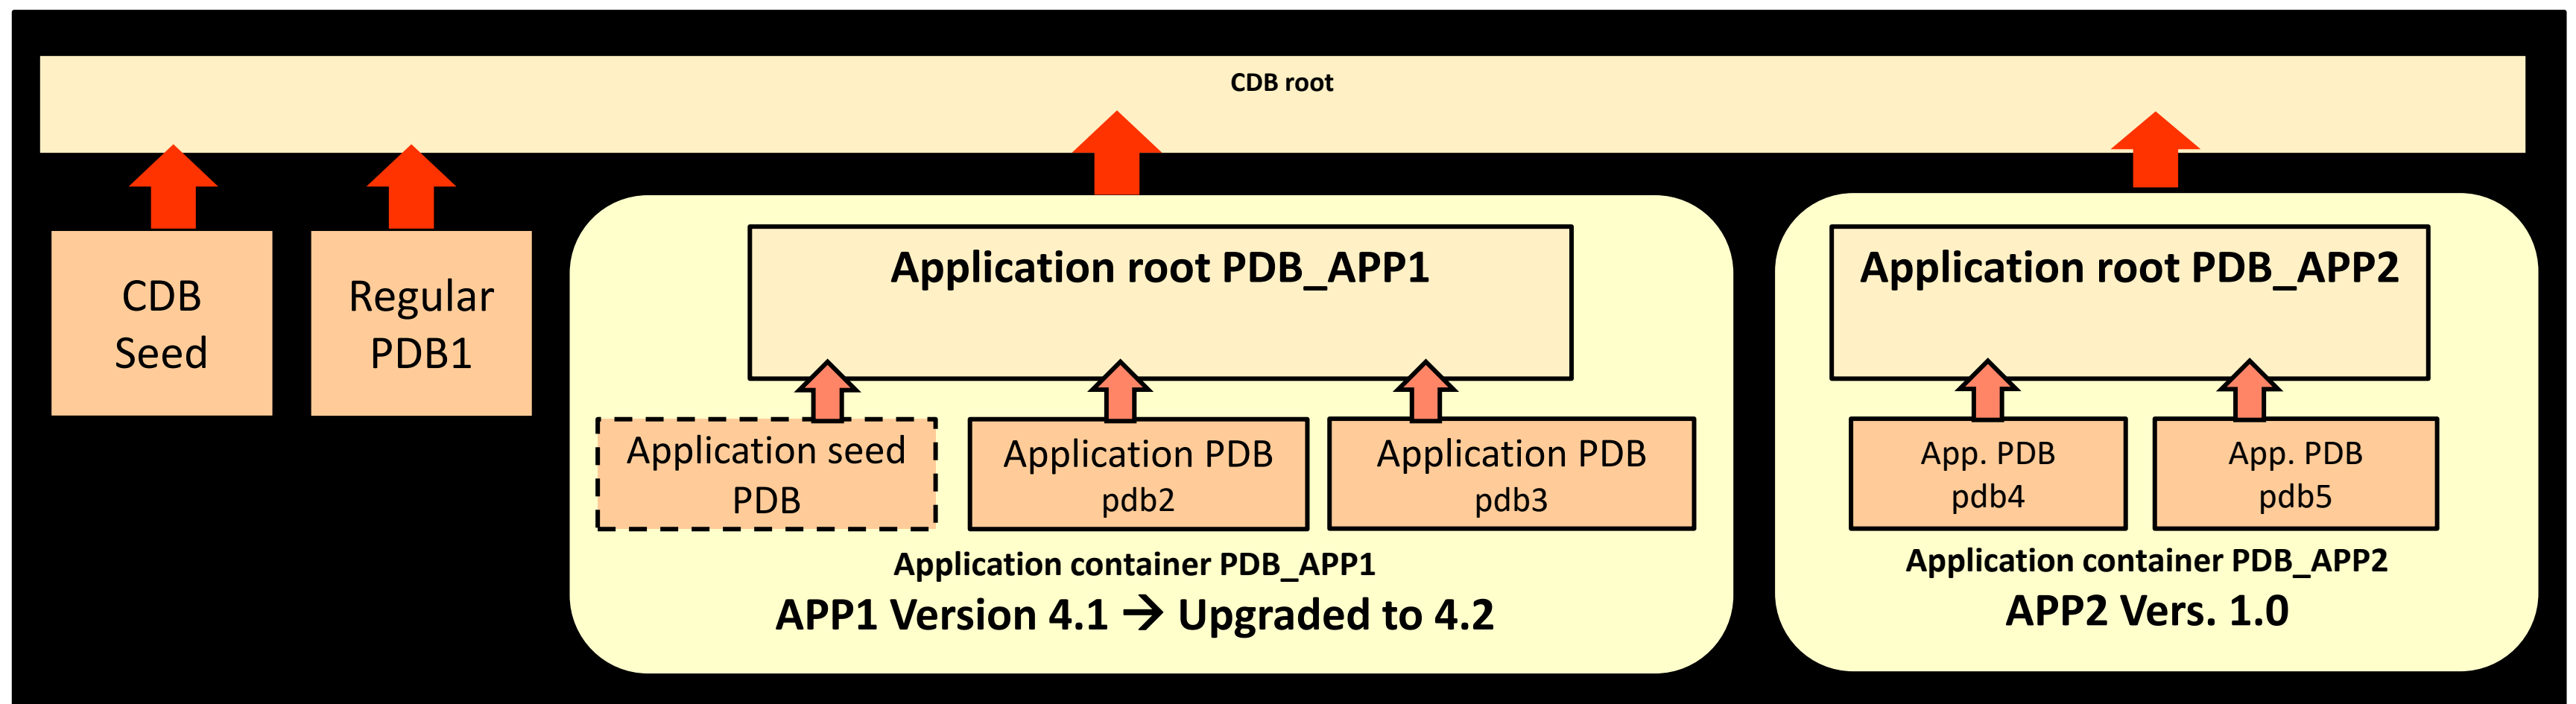 CDB root
CDB
Seed
Regular
PDB1
Application root PDB_APP1
Application seed
PDB
Application PDB
pdb2
Application PDB
pdb3
Application container PDB_APP1
APP1 Version 4.1 → Upgraded to 4.2
Application root PDB_APP2
App. PDB
pdb4
App. PDB
pdb5
Application container PDB_APP2
APP2 Vers. 1.0